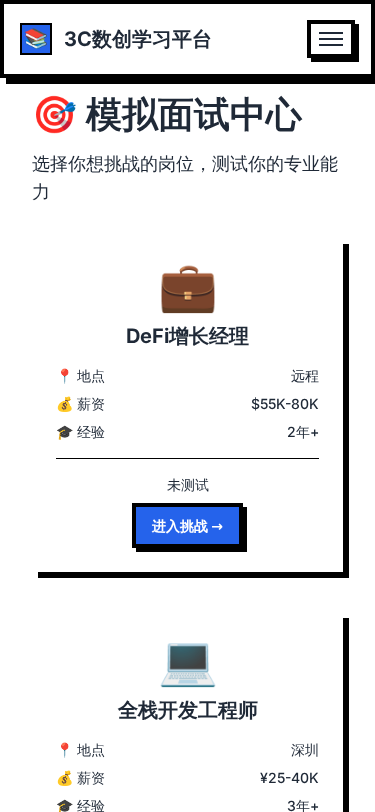 3C数创学习平台
🎯 模拟面试中心
选择你想挑战的岗位，测试你的专业能
力
DeFi增长经理
📍 地点 远程
💰 薪资 $55K-80K
🎓 经验 2年+
未测试
进入挑战 →
全栈开发工程师
📍 地点 深圳
💰 薪资 ¥25-40K
🎓 经验 3年+